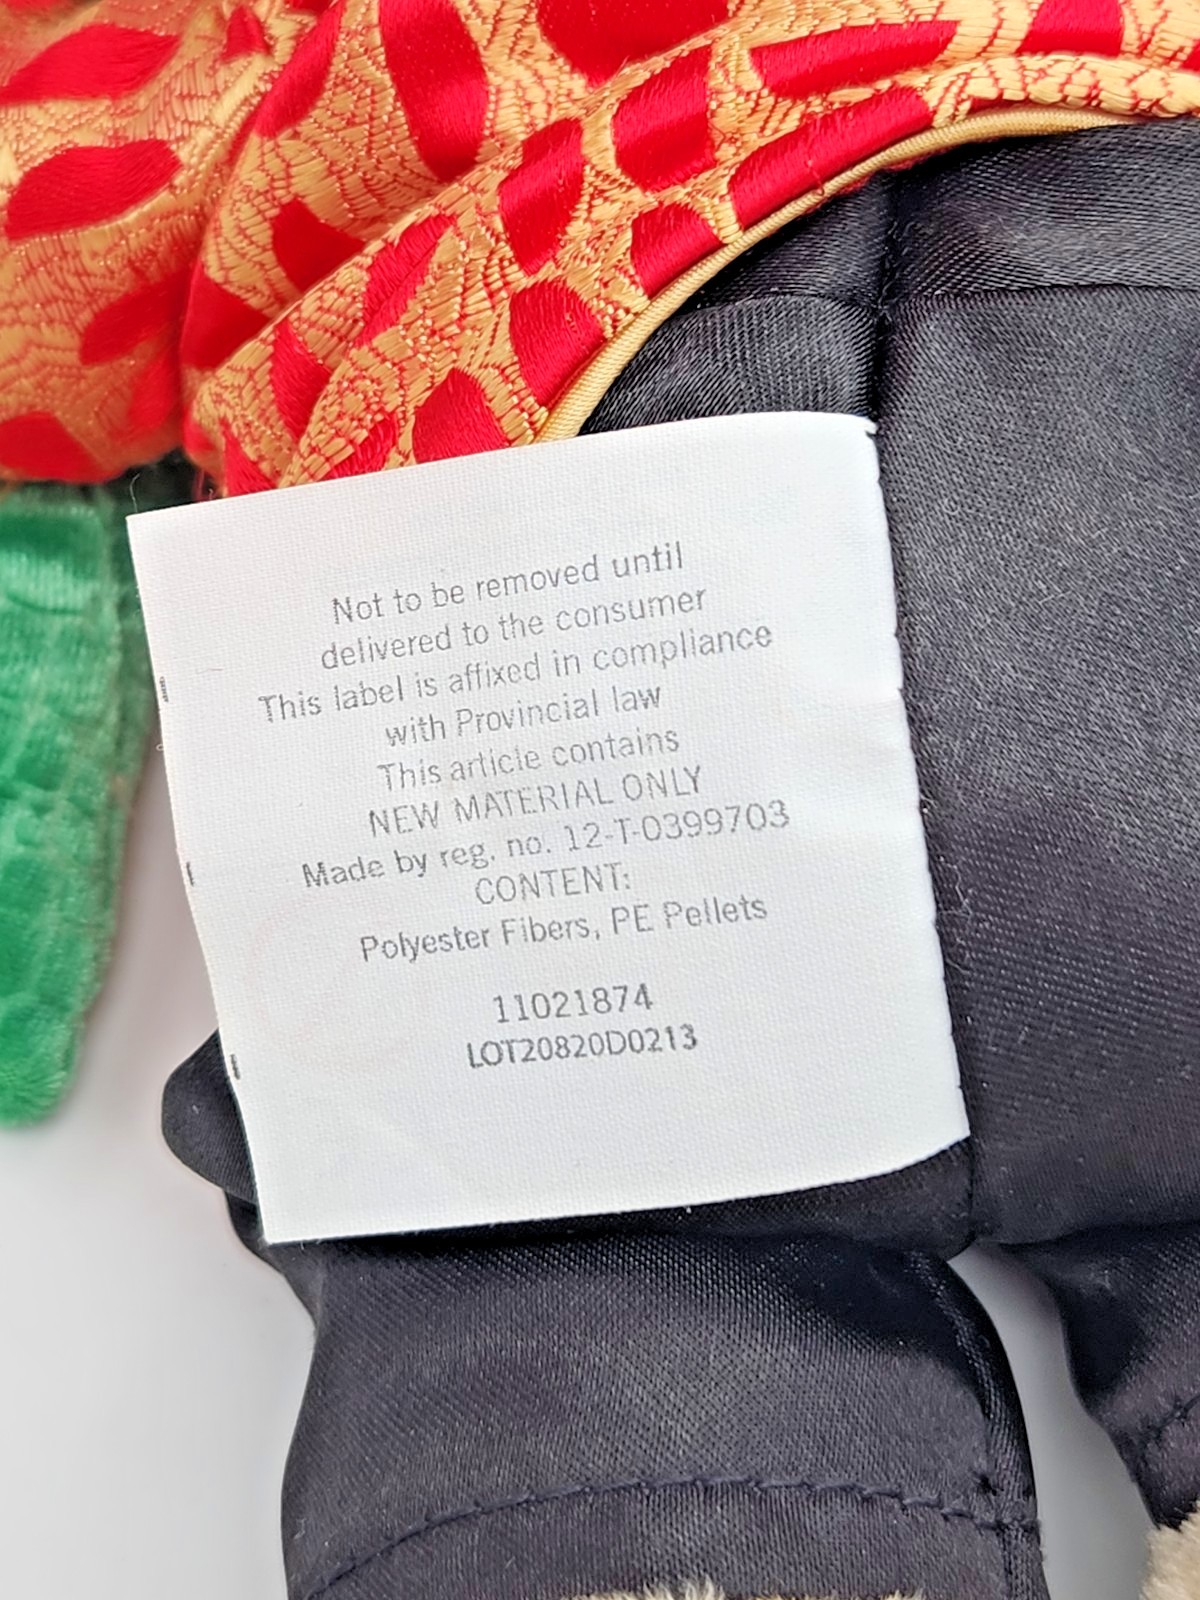 Not to be removed until
delivered to the consumer
This label is affixed in compliance
with Provincial law
This article contains
NEW MATERIAL ONLY
Made by reg. no. 12-T-0399703
CONTENT:
Polyester Fibers, PE Pellets
11021874
LOT20820D0213